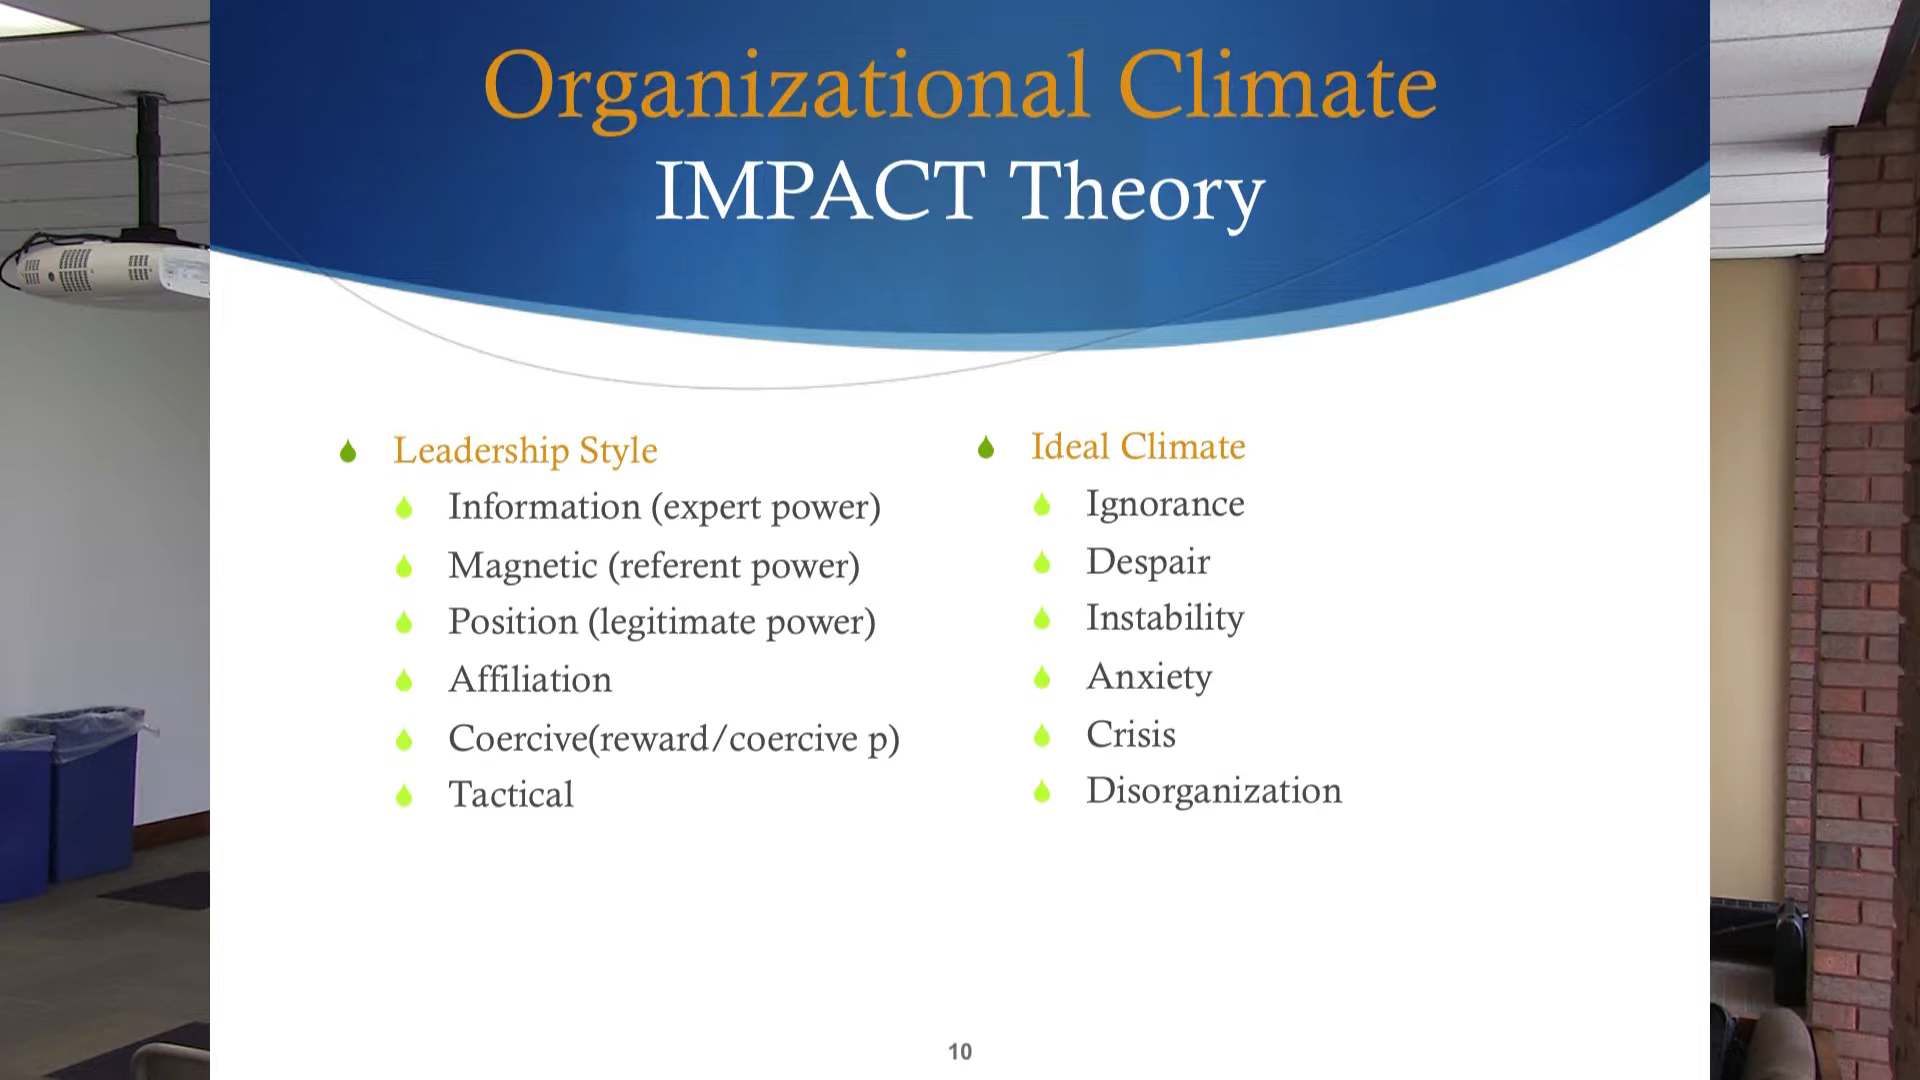 Organizational Climate
IMPACT Theory
Leadership Style
Information (expert power)
Magnetic (referent power)
Position (legitimate power)
Affiliation
Coercive(reward/coercive p)
Tactical
Ideal Climate
Ignorance
Despair
Instability
Anxiety
Crisis
Disorganization
10